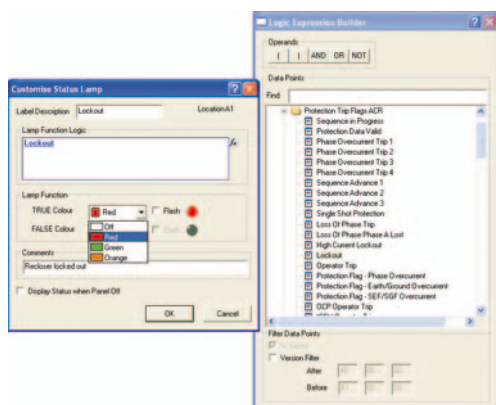 Logic Expression Builder
Operands
( ) AND OR NOT
Data Points
Find
Protection Trip Flags ACR
Sequence in Progress
Protection Data Valid
Phase Overcurrent Trip 1
Phase Overcurrent Trip 2
Phase Overcurrent Trip 3
Phase Overcurrent Trip 4
Sequence Advance 1
Sequence Advance 2
Sequence Advance 3
Single Shot Protection
Loss Of Phase Trip
Loss Of Phase Phase A Lost
High Current Lockout
Lockout
Operator Trip
Protection Flag - Phase Overcurrent
Protection Flag - Earth/Ground Overcurrent
Protection Flag - SEF/SGF Overcurrent
OCP Operator Trip
Filter Data Points
Version Filter
After
Before
Customise Status Lamp
Label Description Lockout Location A1
Lamp Function Logic
Lockout
Lamp Function
TRUE Colour Red Flash
FALSE Colour Flash
Off
Red
Green
Orange
Comments
Recloser locked out
Display Status when Panel Off
OK Cancel